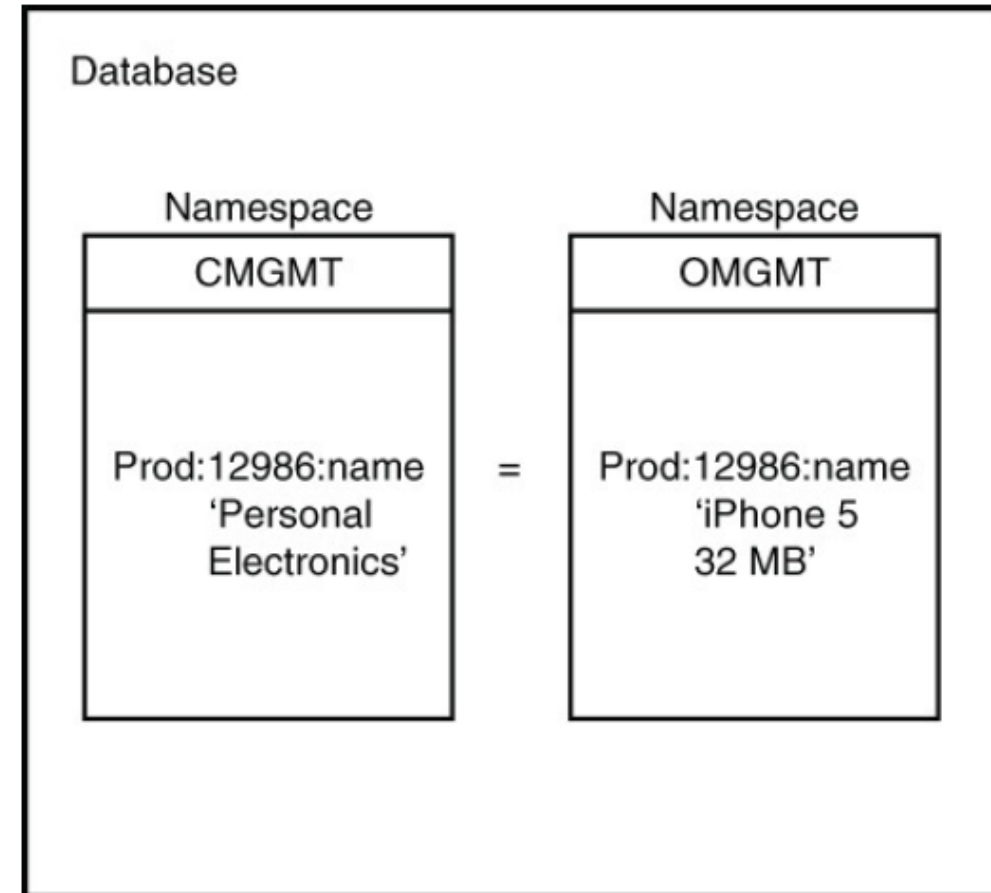 Database
Namespace
CMGMT
Prod:12986:name
‘Personal
Electronics’
=
Namespace
OMGMT
Prod:12986:name
‘iPhone 5
32 MB’